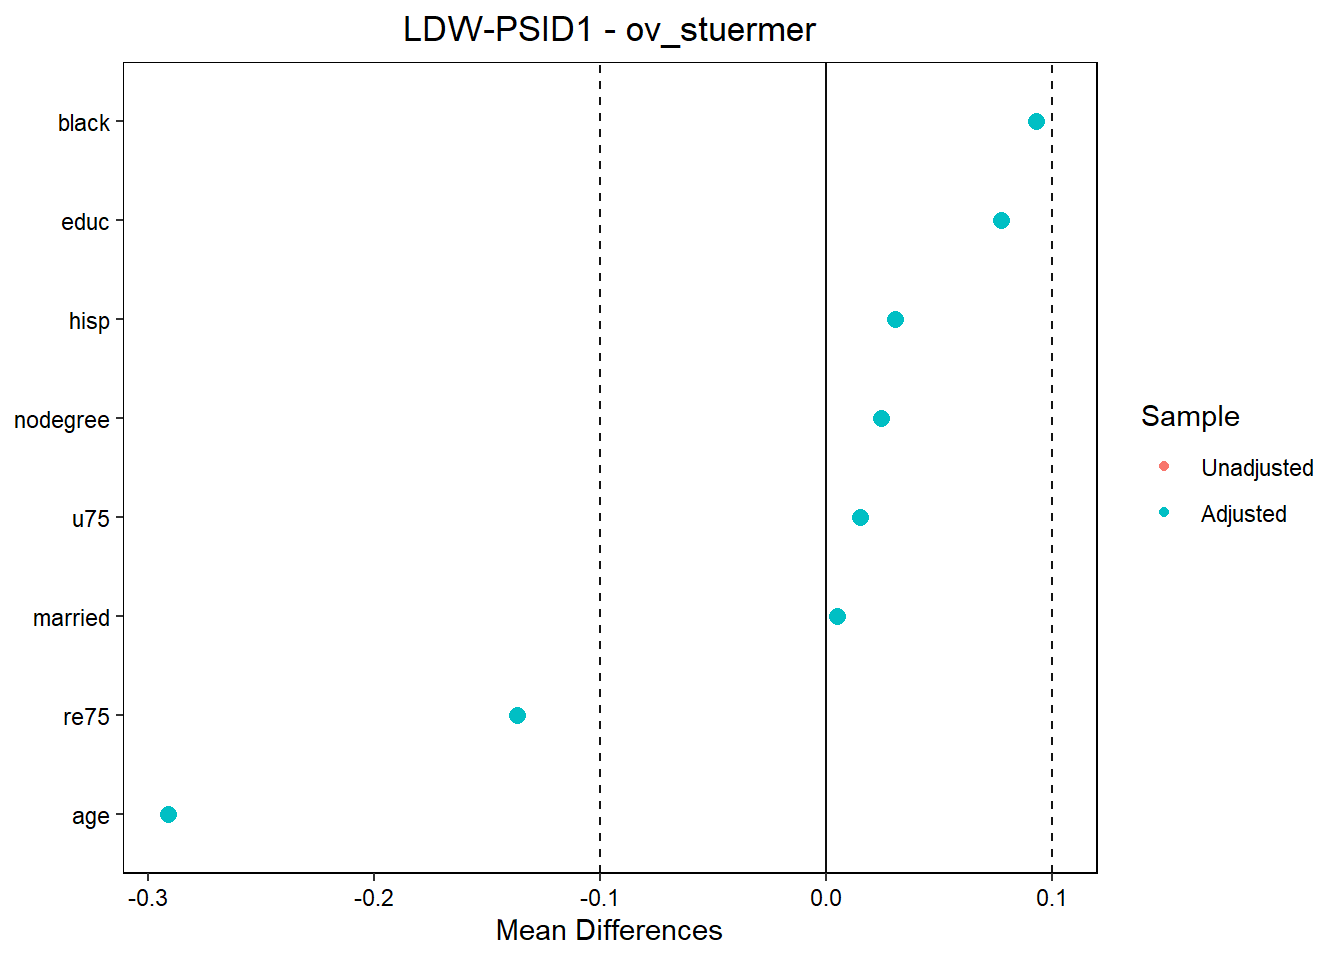 LDW-PSID1 - ov_stuermer
black
educ
hisp
nodegree
u75
married
re75
age
-0.3 -0.2 -0.1 0.0 0.1
Mean Differences
Sample
Unadjusted
Adjusted